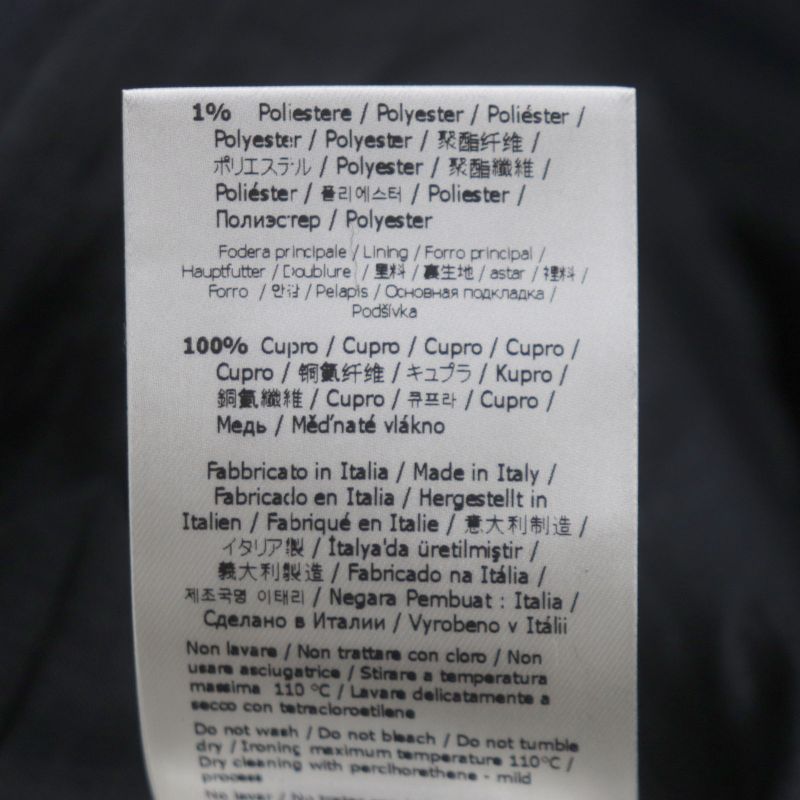 1% Poliestere / Polyester / Poliéster /
Polyester / Polyester / 聚酯纤维 /
ポリエステル / Polyester / 聚酯纖維 /
Poliéster / 폴리에스터 / Poliester /
Полиэстер / Polyester
Fodera principale / Lining / Forro principal /
Hauptfutter / Doublure / 里料 / 裏生地 / astar / 裡料 /
Forro / 안감 / Pelapis / Основная подкладка /
Podšívka
100% Cupro / Cupro / Cupro / Cupro /
Cupro / 铜氨纤维 / キュプラ / Kupro /
銅氨纖維 / Cupro / 큐프라 / Cupro /
Медь / Měďnaté vlákno
Fabbricato in Italia / Made in Italy /
Fabricado en Italia / Hergestellt in
Italien / Fabriqué en Italie / 意大利制造 /
イタリア製 / İtalya'da üretilmiştir /
義大利製造 / Fabricado na Itália /
제조국명 이태리 / Negara Pembuat : Italia /
Сделано в Италии / Vyrobeno v Itálii
Non lavare / Non trattare con cloro / Non
usare asciugatrice / Stirare a temperatura
massima 110 °C / Lavare delicatamente a
secco con tetracloroetilene
Do not wash / Do not bleach / Do not tumble
dry / Ironing maximum temperature 110°C /
Dry cleaning with perclhorethene - mild
process